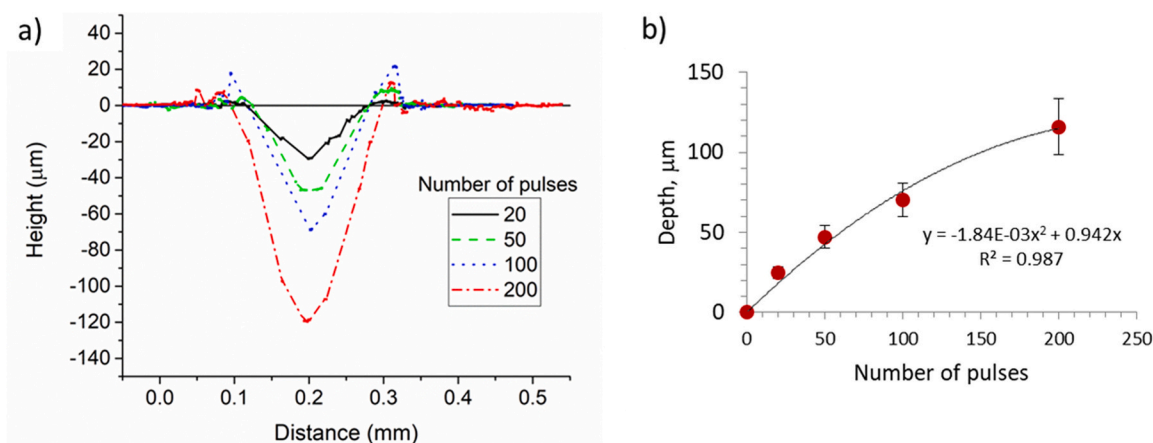 a)
40
20
0
-20
-40
-60
-80
-100
-120
-140
Height (μm)
0.0 0.1 0.2 0.3 0.4 0.5
Distance (mm)
Number of pulses
20
50
100
200
b)
150
100
50
0
Depth, μm
0 50 100 150 200 250
Number of pulses
y = -1.84E-03x² + 0.942x
R² = 0.987